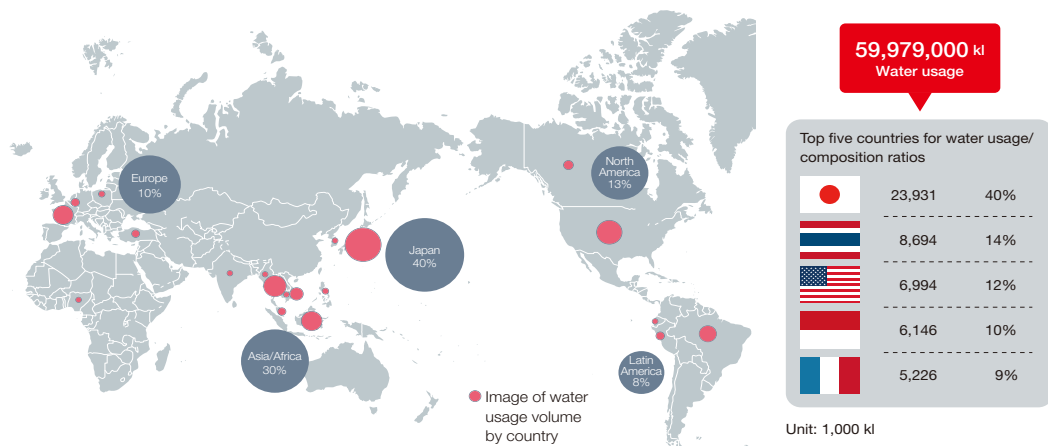 Europe
10%
Japan
40%
Asia/Africa
30%
North
America
13%
Latin
America
8%
Image of water
usage volume
by country
59,979,000 kl
Water usage
Top five countries for water usage/
composition ratios
23,931 40%
8,694 14%
6,994 12%
6,146 10%
5,226 9%
Unit: 1,000 kl